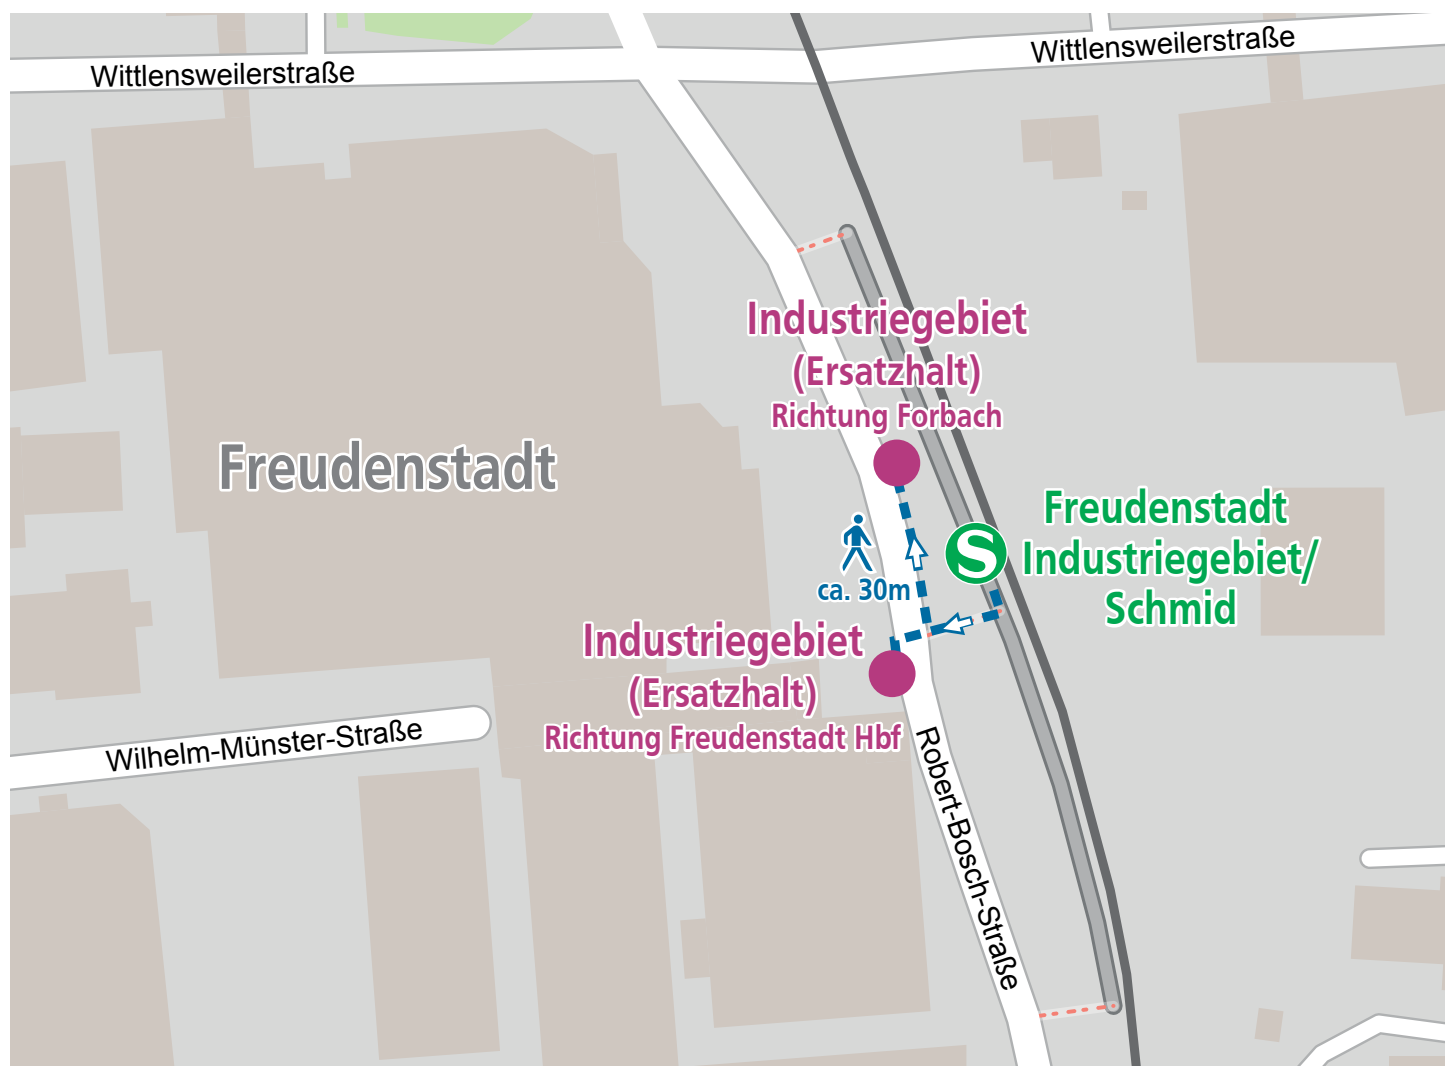 Wittlensweilerstraße
Wittlensweilerstraße
Industriegebiet
(Ersatzhalt)
Richtung Forbach
Freudenstadt
S
Freudenstadt
Industriegebiet/
Schmid
ca. 30m
Industriegebiet
(Ersatzhalt)
Richtung Freudenstadt Hbf
Wilhelm-Münster-Straße
Robert-Bosch-Straße